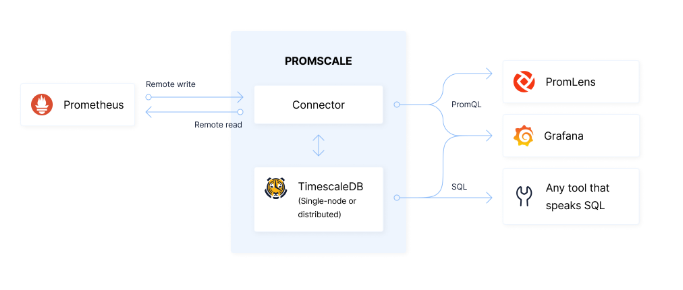 PROMSCALE
Remote write
Prometheus
Connector
Remote read
PromQL
PromLens
Grafana
TimescaleDB
(Single-node or
distributed)
SQL
Any tool that
speaks SQL